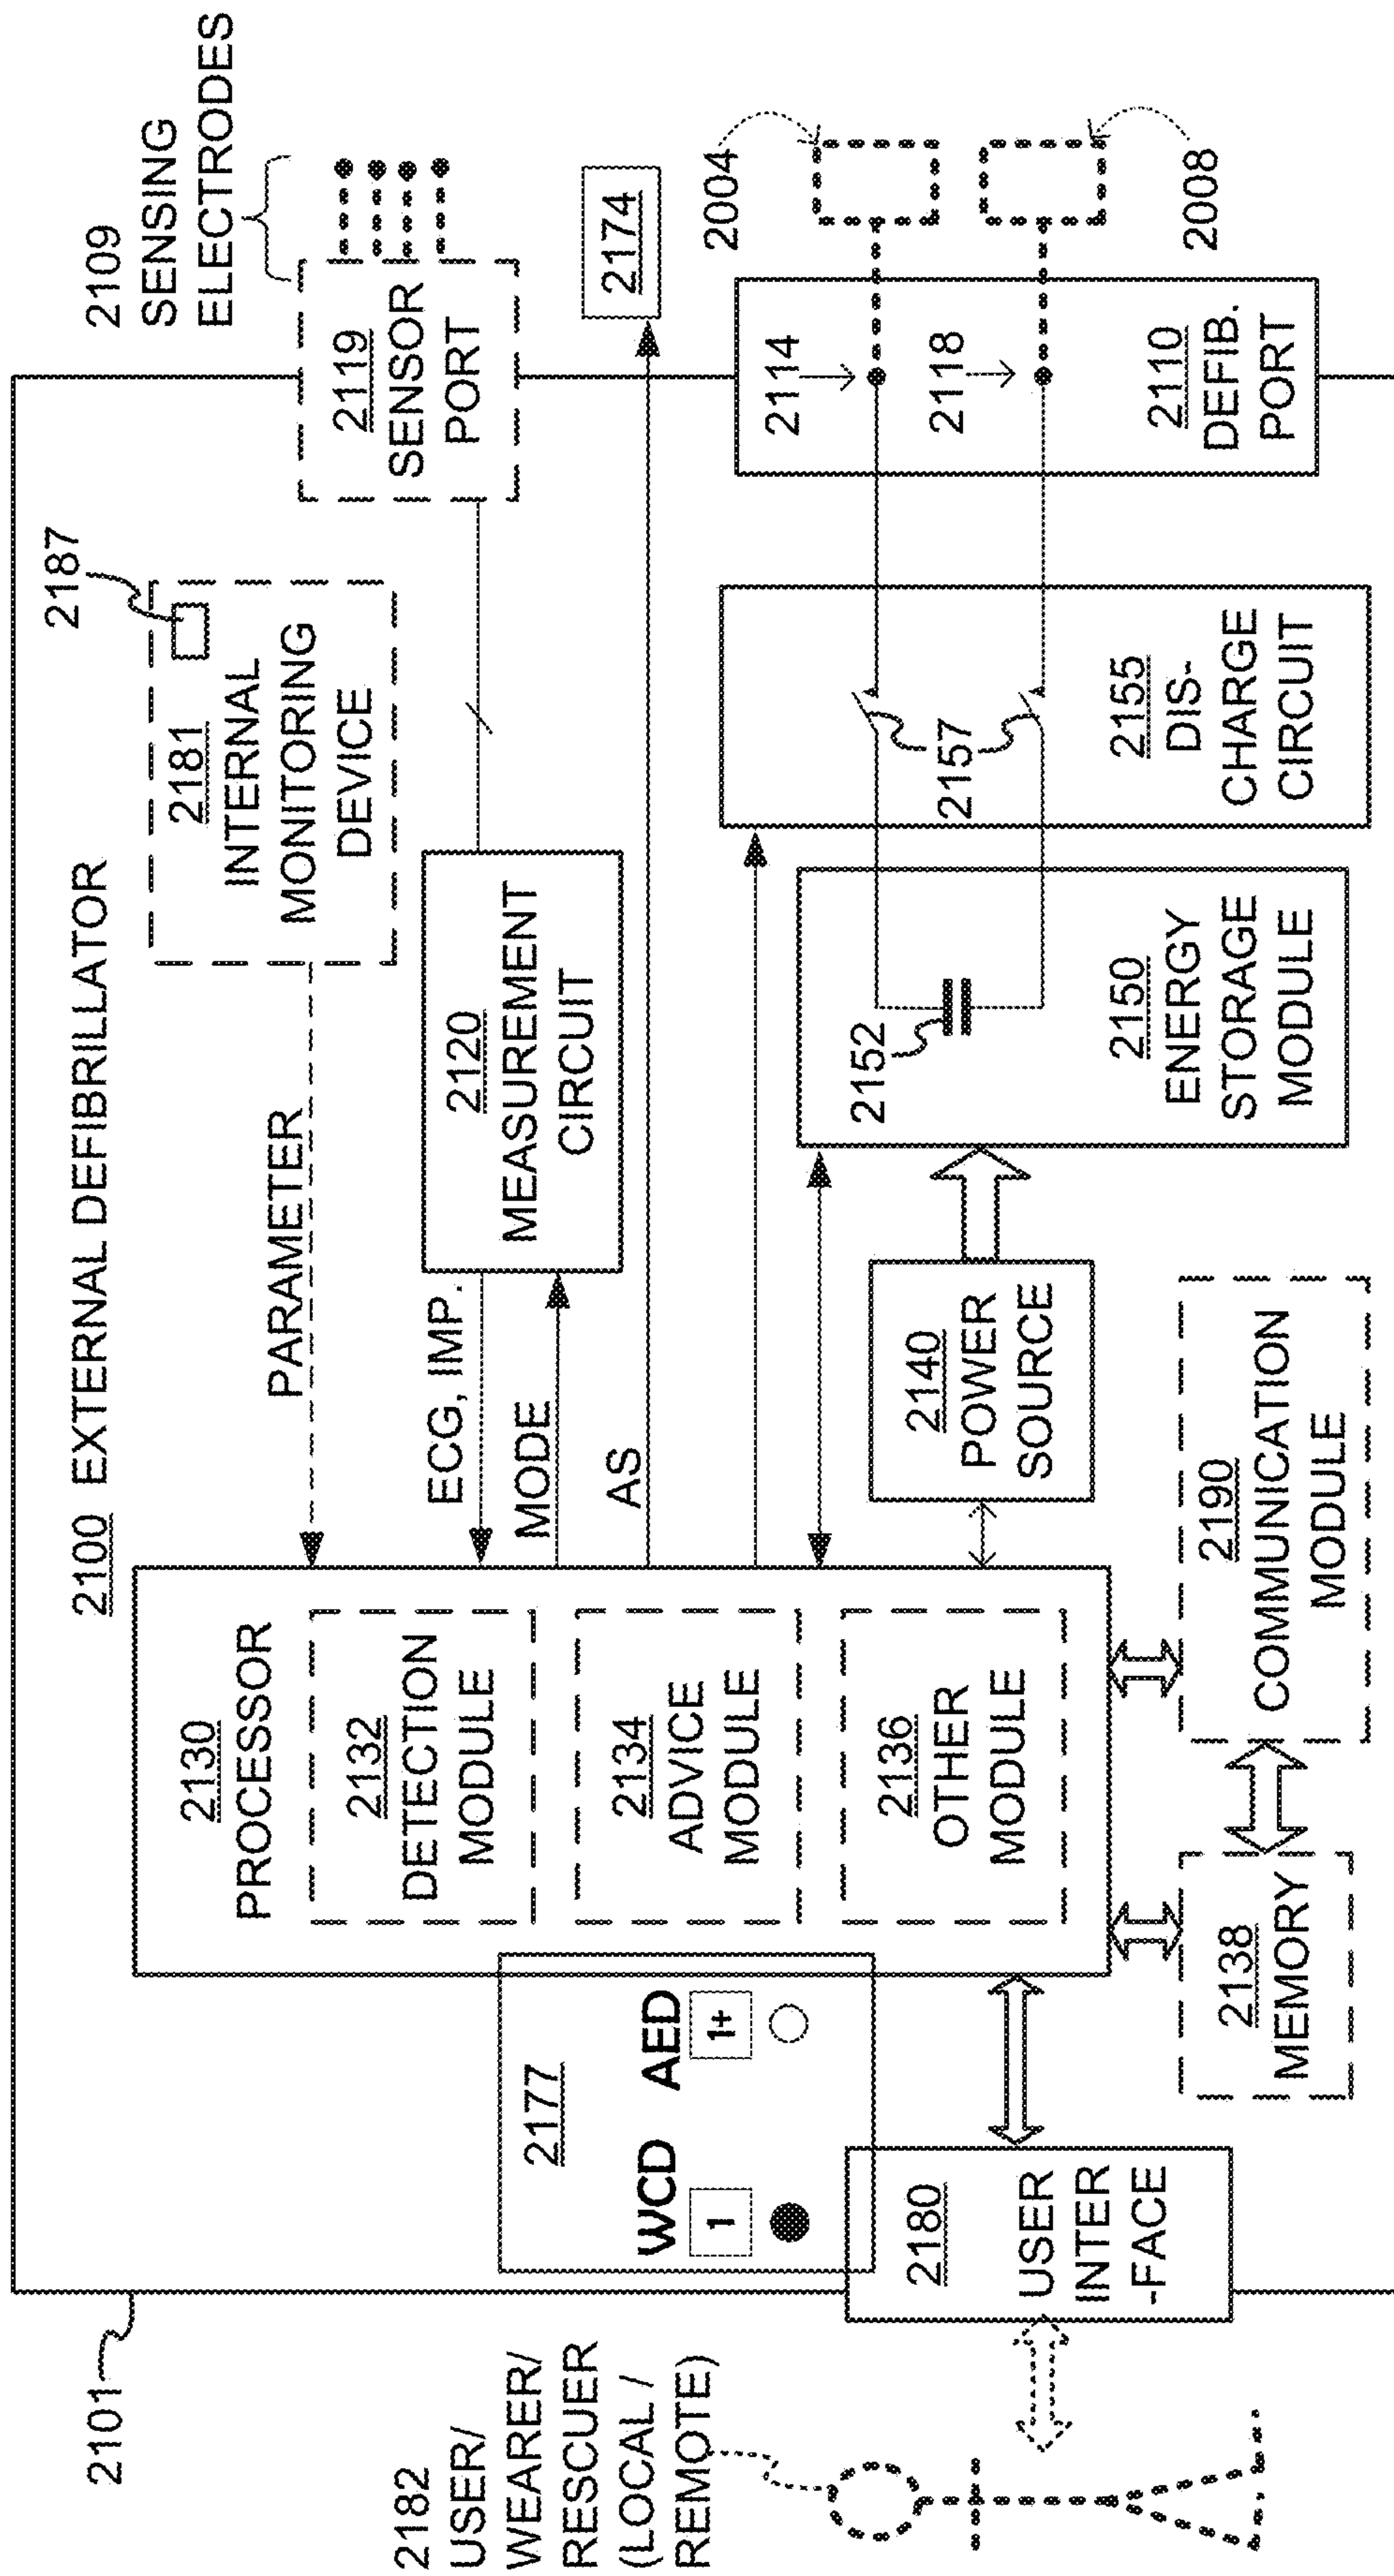 2100 EXTERNAL DEFIBRILLATOR
2101
2109
SENSING
ELECTRODES
2119
SENSOR
PORT
2187
2181
INTERNAL
MONITORING
DEVICE
PARAMETER
2120
MEASUREMENT
CIRCUIT
ECG, IMP.
MODE
AS
2174
2130
PROCESSOR
2132
DETECTION
MODULE
2134
ADVICE
MODULE
2136
OTHER
MODULE
2177
WCD AED
1 1+
2182
USER/
WEARER/
RESCUER
(LOCAL /
REMOTE)
2180
USER
INTER
-FACE
2138
MEMORY
2190
COMMUNICATION
MODULE
2140
POWER
SOURCE
2152
2150
ENERGY
STORAGE
MODULE
2157
2155
DIS-
CHARGE
CIRCUIT
2114
2118
2110
DEFIB.
PORT
2004
2008